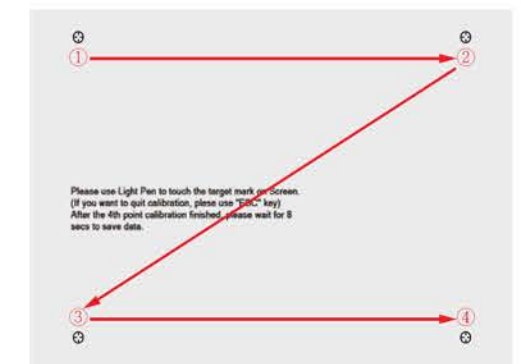 ① ②
Please use Light Pen to touch the target mark on Screen.
(If you want to quit calibration, plese use "ESC" key)
After the 4th point calibration finished, please wait for 8
secs to save data.
③ ④